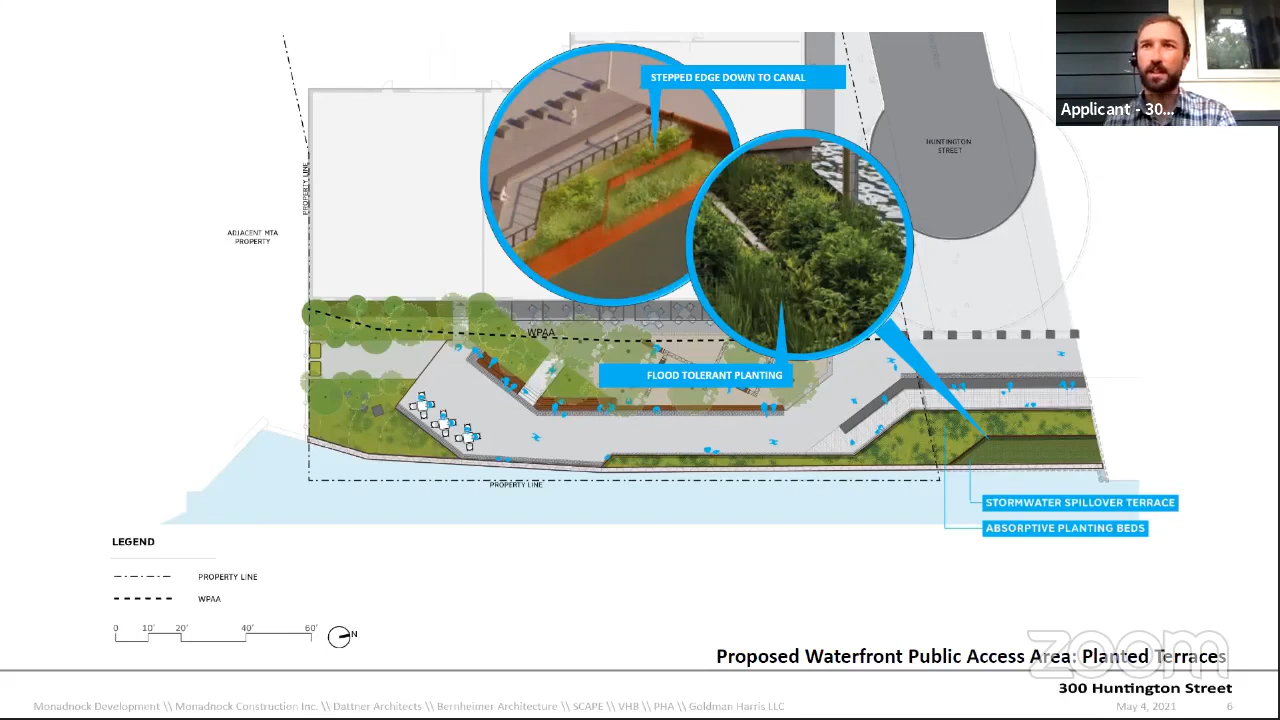 STEPPED EDGE DOWN TO CANAL
Applicant - 30...
HUNTINGTON
STREET
PROPERTY LINE
ADJACENT MTA
PROPERTY
WPAA
FLOOD TOLERANT PLANTING
PROPERTY LINE
STORMWATER SPILLOVER TERRACE
ABSORPTIVE PLANTING BEDS
LEGEND
PROPERTY LINE
WPAA
0 10' 20' 40' 60'
N
zoom
Proposed Waterfront Public Access Area: Planted Terraces
300 Huntington Street
Monadnock Development \\ Monadnock Construction Inc. \\ Dattner Architects \\ Bernheimer Architecture \\ SCAPE \\ VHB \\ PHA \\ Goldman Harris LLC
May 4, 2021 6